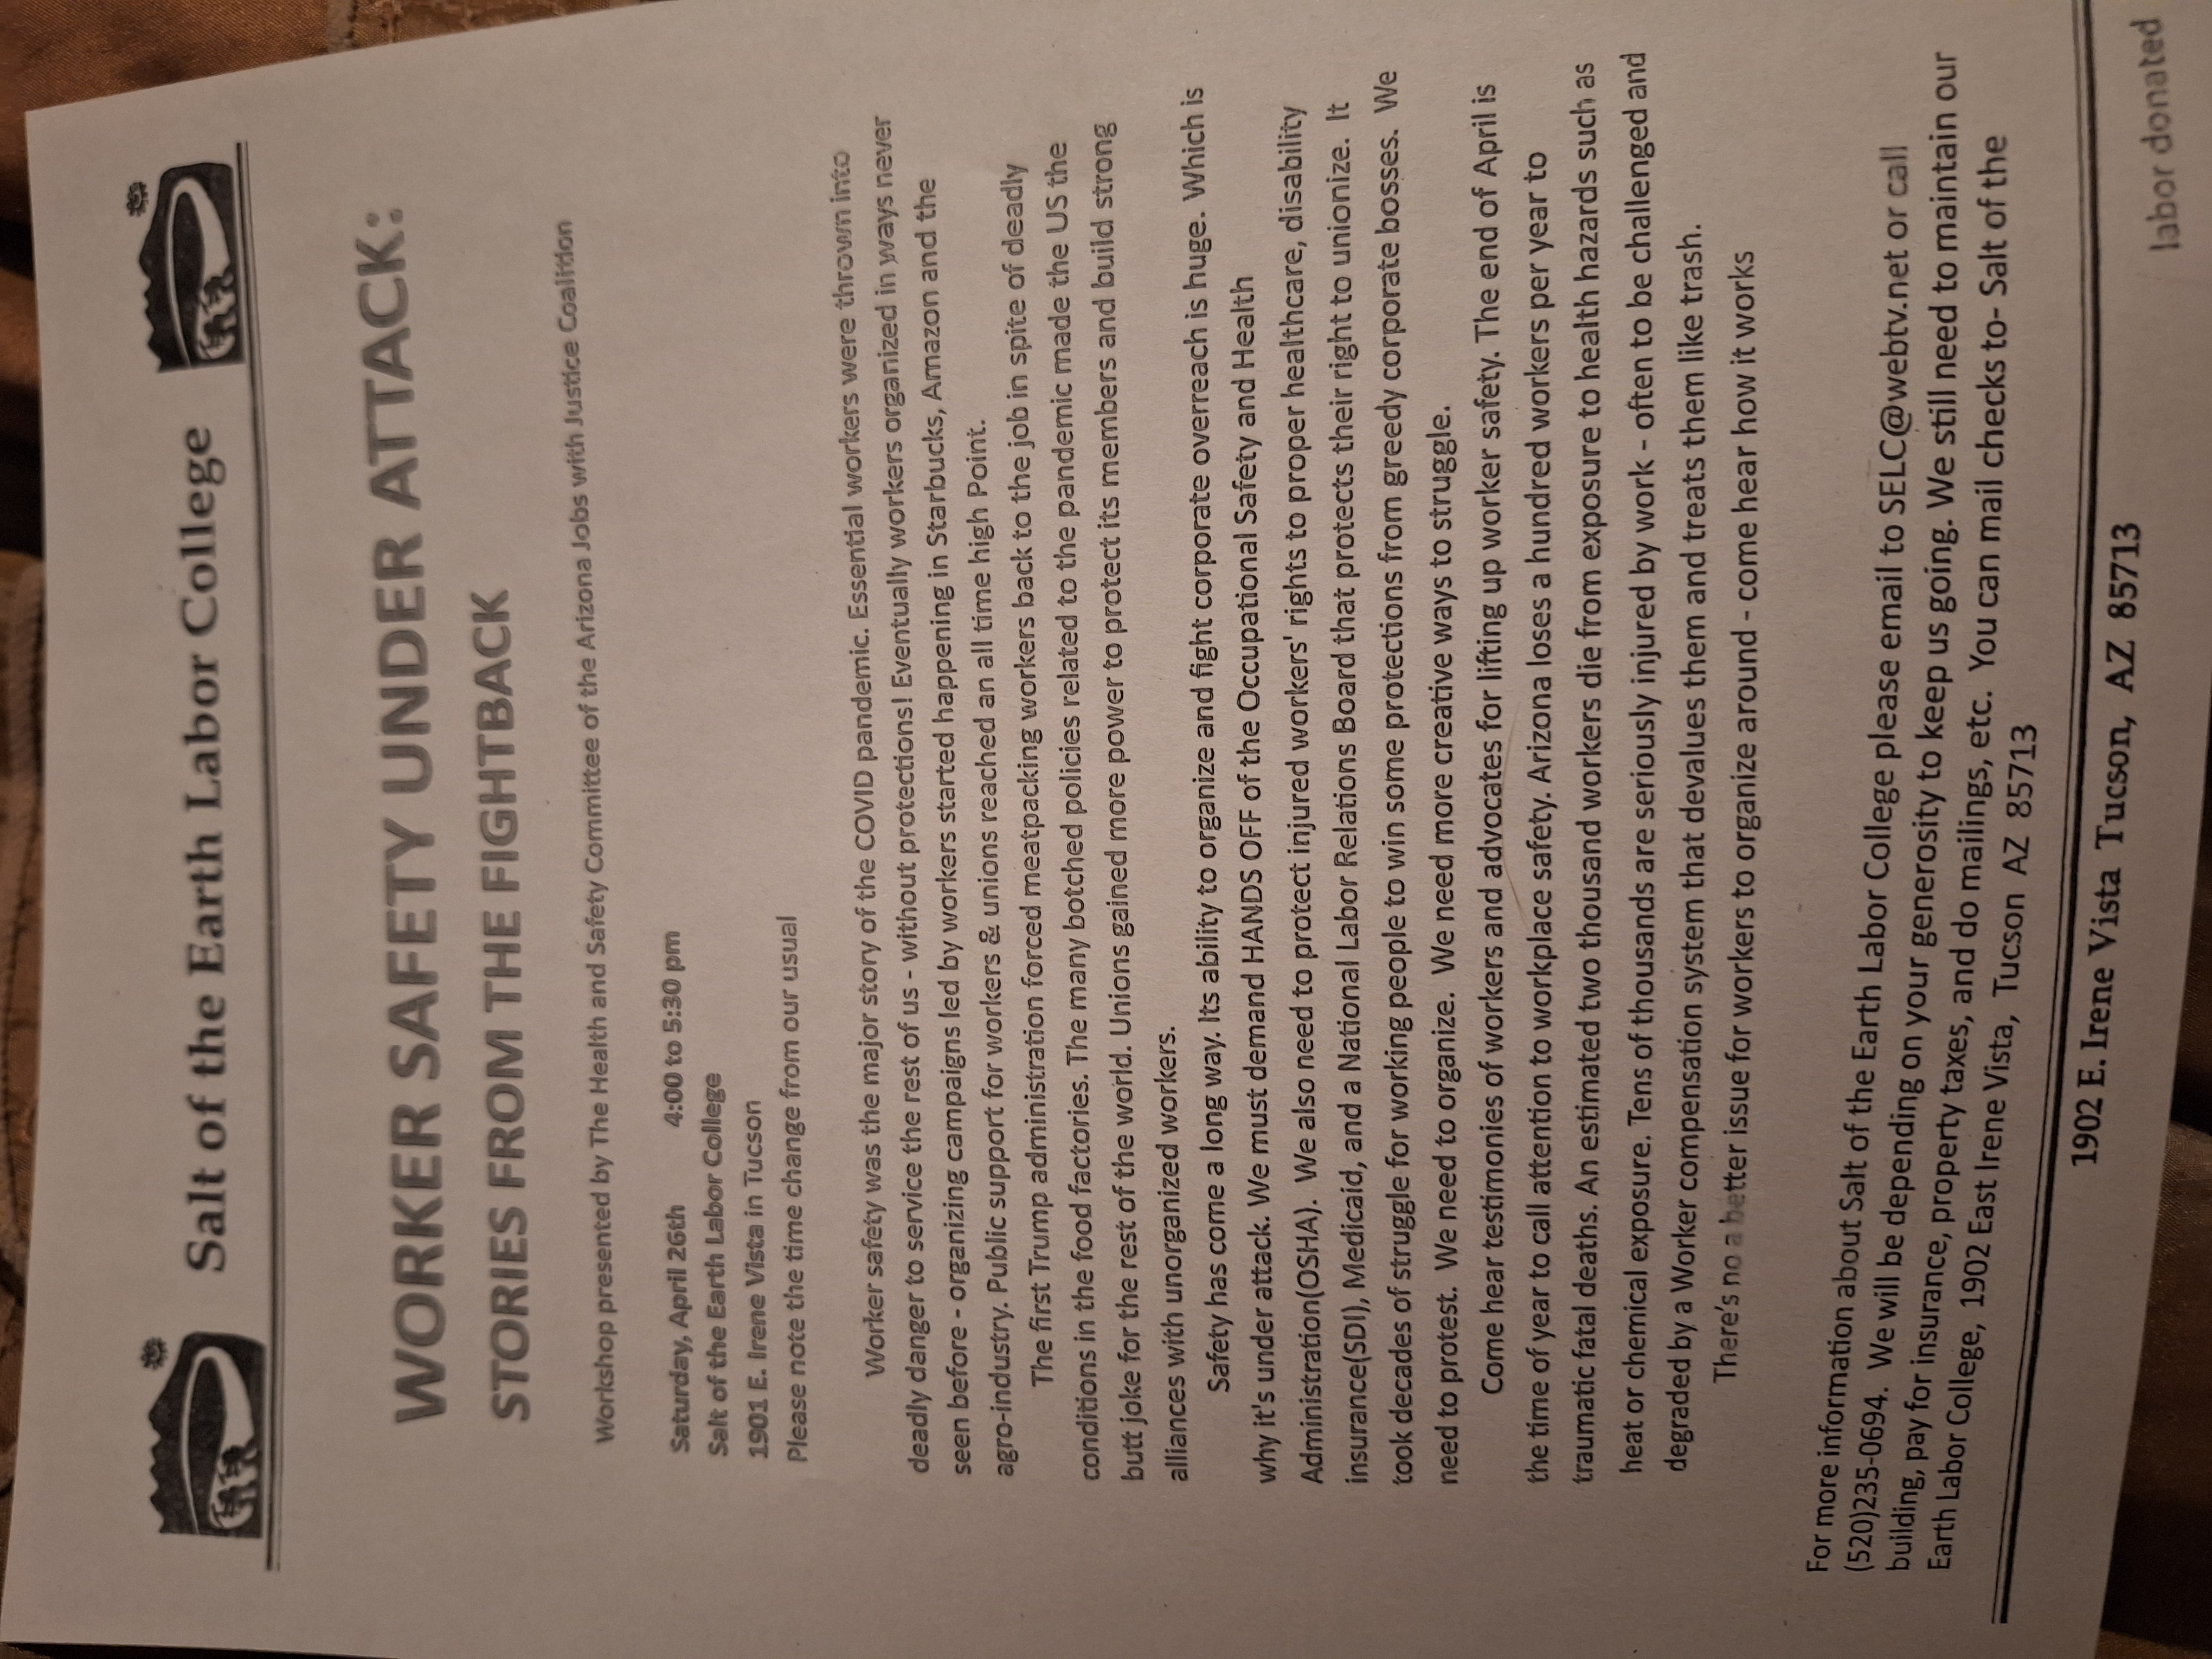 Salt of the Earth Labor College
WORKER SAFETY UNDER ATTACK:
STORIES FROM THE FIGHTBACK
Workshop presented by The Health and Safety Committee of the Arizona Jobs with Justice Coalition
Saturday, April 26th 4:00 to 5:30 pm
Salt of the Earth Labor College
1901 E. Irene Vista in Tucson
Please note the time change from our usual
Worker safety was the major story of the COVID pandemic. Essential workers were thrown into
deadly danger to service the rest of us - without protections! Eventually workers organized in ways never
seen before - organizing campaigns led by workers started happening in Starbucks, Amazon and the
agro-industry. Public support for workers & unions reached an all time high Point.
The first Trump administration forced meatpacking workers back to the job in spite of deadly
conditions in the food factories. The many botched policies related to the pandemic made the US the
butt joke for the rest of the world. Unions gained more power to protect its members and build strong
alliances with unorganized workers.
Safety has come a long way. Its ability to organize and fight corporate overreach is huge. Which is
why it's under attack. We must demand HANDS OFF of the Occupational Safety and Health
Administration(OSHA). We also need to protect injured workers' rights to proper healthcare, disability
insurance(SDI), Medicaid, and a National Labor Relations Board that protects their right to unionize. It
took decades of struggle for working people to win some protections from greedy corporate bosses. We
need to protest. We need to organize. We need more creative ways to struggle.
Come hear testimonies of workers and advocates for lifting up worker safety. The end of April is
the time of year to call attention to workplace safety. Arizona loses a hundred workers per year to
traumatic fatal deaths. An estimated two thousand workers die from exposure to health hazards such as
heat or chemical exposure. Tens of thousands are seriously injured by work - often to be challenged and
degraded by a Worker compensation system that devalues them and treats them like trash.
There's no a better issue for workers to organize around - come hear how it works
For more information about Salt of the Earth Labor College please email to SELC@webtv.net or call
(520)235-0694. We will be depending on your generosity to keep us going. We still need to maintain our
building, pay for insurance, property taxes, and do mailings, etc. You can mail checks to- Salt of the
Earth Labor College, 1902 East Irene Vista, Tucson AZ 85713
1902 E. Irene Vista Tucson, AZ 85713
labor donated